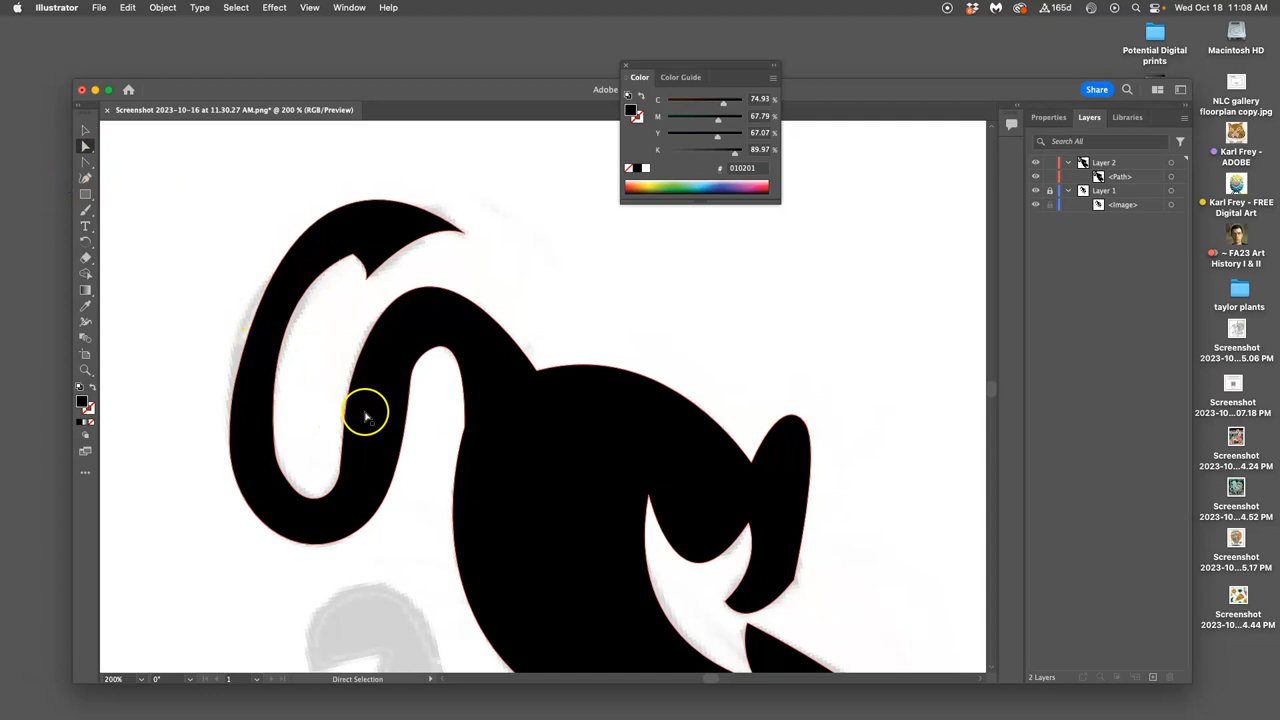 Illustrator File Edit Object Type Select Effect View Window Help
165d Wed Oct 18 11:08 AM
Potential Digital
prints
Macintosh HD
Color Color Guide
Adobe
Share
Screenshot 2023-10-16 at 11.30.27 AM.png* @ 200 % (RGB/Preview)
C 74.93 %
M 67.79 %
Y 67.07 %
K 89.97 %
# 010201
Properties Layers Libraries
Search All
Layer 2
<Path>
Layer 1
<Image>
NLC gallery
floorplan copy.jpg
Karl Frey -
ADOBE
Karl Frey - FREE
Digital Art
~ FA23 Art
History I & II
taylor plants
Screenshot
2023-10...5.06 PM
Screenshot
2023-10...07.18 PM
Screenshot
2023-10...4.24 PM
Screenshot
2023-10...4.52 PM
Screenshot
2023-10...5.17 PM
Screenshot
2023-10...4.44 PM
200% 0° 1 Direct Selection
2 Layers